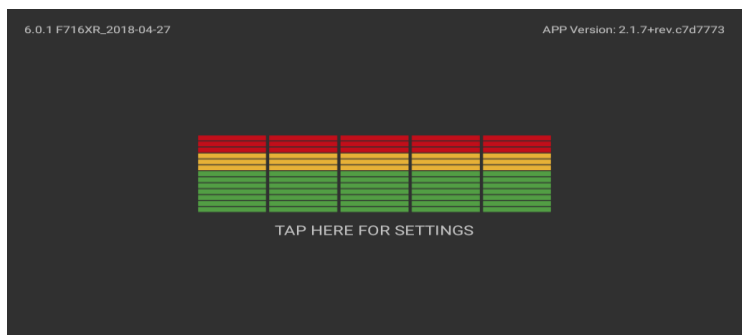 6.0.1 F716XR_2018-04-27
APP Version: 2.1.7+rev.c7d7773
TAP HERE FOR SETTINGS